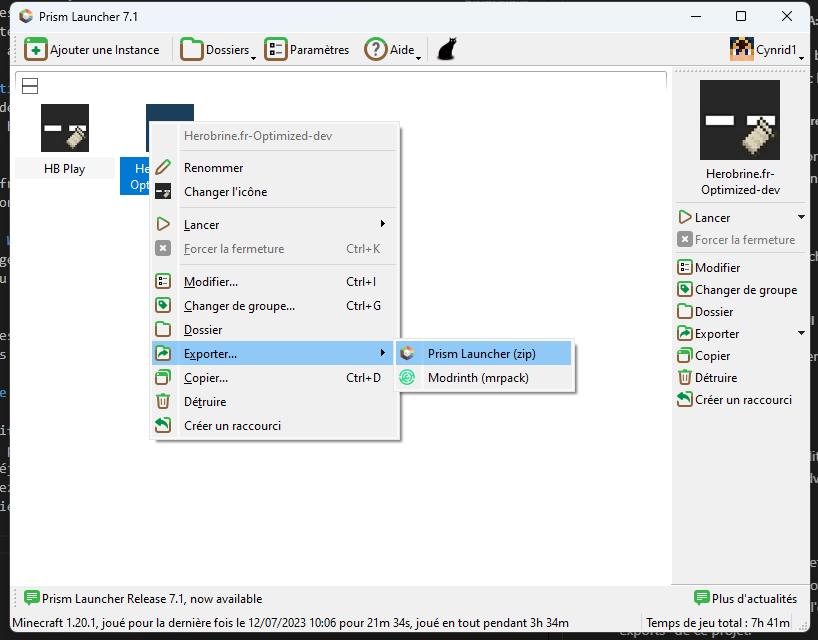 Prism Launcher 7.1
Ajouter une Instance
Dossiers
Paramètres
Aide
Cynrid1
HB Play
He
Opt
Herobrine.fr-Optimized-dev
Renommer
Changer l'icône
Lancer
Forcer la fermeture Ctrl+K
Modifier... Ctrl+I
Changer de groupe... Ctrl+G
Dossier
Exporter...
Copier... Ctrl+D
Détruire
Créer un raccourci
Prism Launcher (zip)
Modrinth (mrpack)
Herobrine.fr-
Optimized-dev
Lancer
Forcer la fermeture
Modifier
Changer de groupe
Dossier
Exporter
Copier
Détruire
Créer un raccourci
Prism Launcher Release 7.1, now available
Plus d'actualités
Minecraft 1.20.1, joué pour la dernière fois le 12/07/2023 10:06 pour 21m 34s, joué en tout pendant 3h 34m
Temps de jeu total : 7h 41m